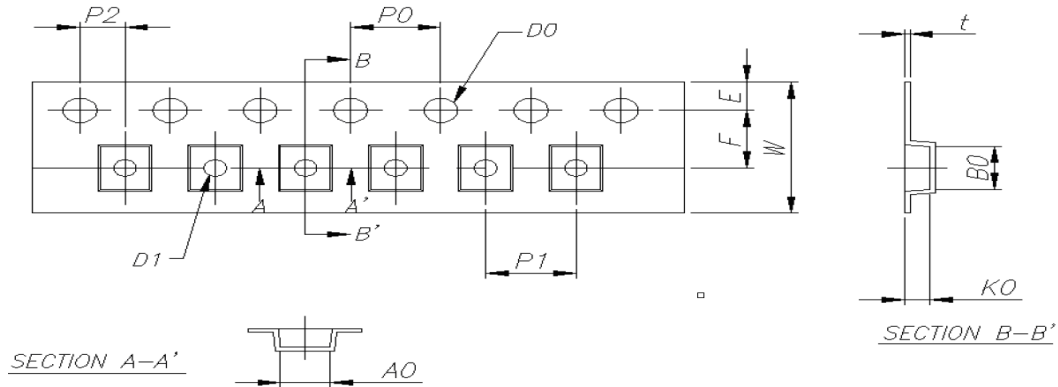 P2
P0
D0
t
B
E
F
W
B0
A
A'
B'
D1
P1
K0
SECTION B-B'
SECTION A-A'
A0